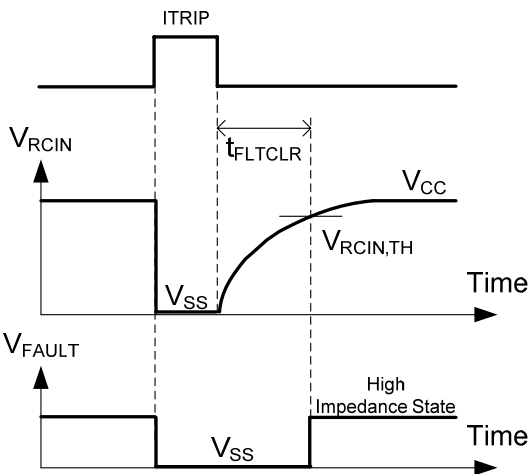 ITRIP
tFLTCLR
VRCIN
VCC
VRCIN,TH
VSS
Time
VFAULT
High
Impedance State
VSS
Time